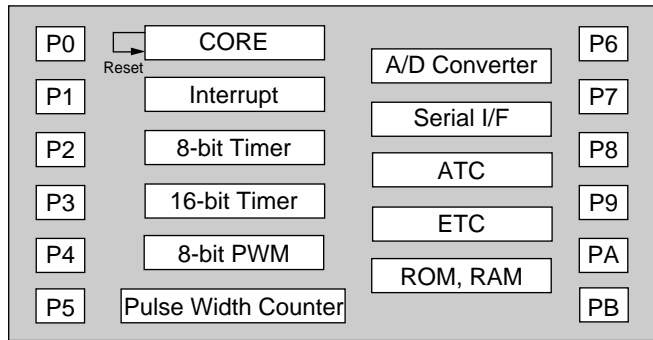 P0
CORE
Reset
P1
Interrupt
P2
8-bit Timer
P3
16-bit Timer
P4
8-bit PWM
P5
Pulse Width Counter
A/D Converter
Serial I/F
ATC
ETC
ROM, RAM
P6
P7
P8
P9
PA
PB